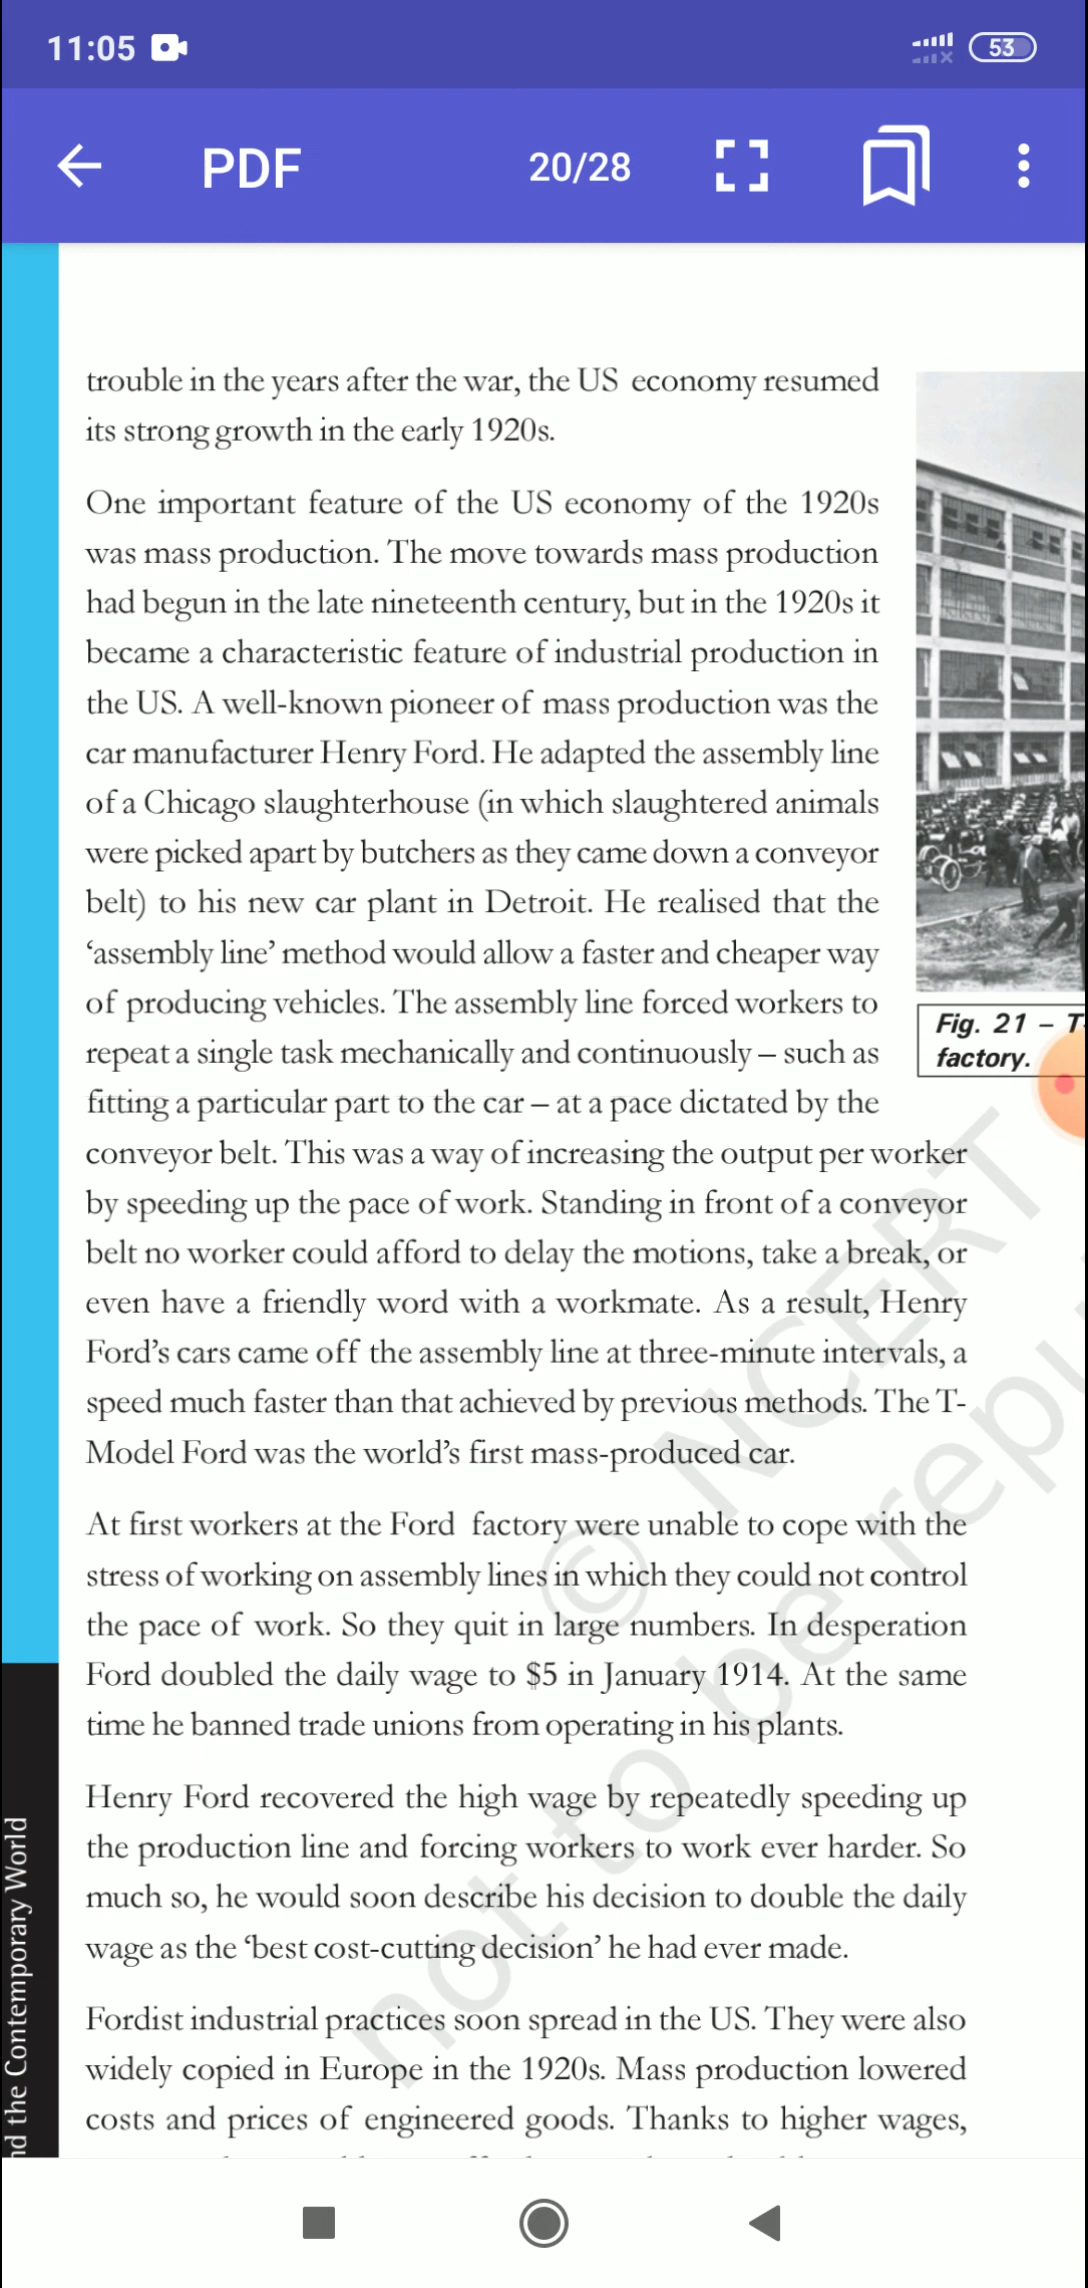 11:05
53
PDF
20/28
trouble in the years after the war, the US economy resumed
its strong growth in the early 1920s.
One important feature of the US economy of the 1920s
was mass production. The move towards mass production
had begun in the late nineteenth century, but in the 1920s it
became a characteristic feature of industrial production in
the US. A well-known pioneer of mass production was the
car manufacturer Henry Ford. He adapted the assembly line
of a Chicago slaughterhouse (in which slaughtered animals
were picked apart by butchers as they came down a conveyor
belt) to his new car plant in Detroit. He realised that the
‘assembly line’ method would allow a faster and cheaper way
of producing vehicles. The assembly line forced workers to
repeat a single task mechanically and continuously – such as
fitting a particular part to the car – at a pace dictated by the
conveyor belt. This was a way of increasing the output per worker
by speeding up the pace of work. Standing in front of a conveyor
belt no worker could afford to delay the motions, take a break, or
even have a friendly word with a workmate. As a result, Henry
Ford’s cars came off the assembly line at three-minute intervals, a
speed much faster than that achieved by previous methods. The T-
Model Ford was the world’s first mass-produced car.
At first workers at the Ford factory were unable to cope with the
stress of working on assembly lines in which they could not control
the pace of work. So they quit in large numbers. In desperation
Ford doubled the daily wage to $5 in January 1914. At the same
time he banned trade unions from operating in his plants.
Henry Ford recovered the high wage by repeatedly speeding up
the production line and forcing workers to work ever harder. So
much so, he would soon describe his decision to double the daily
wage as the ‘best cost-cutting decision’ he had ever made.
Fordist industrial practices soon spread in the US. They were also
widely copied in Europe in the 1920s. Mass production lowered
costs and prices of engineered goods. Thanks to higher wages,
Fig. 21 – T
factory.
© NCERT
not to be repu
nd the Contemporary World